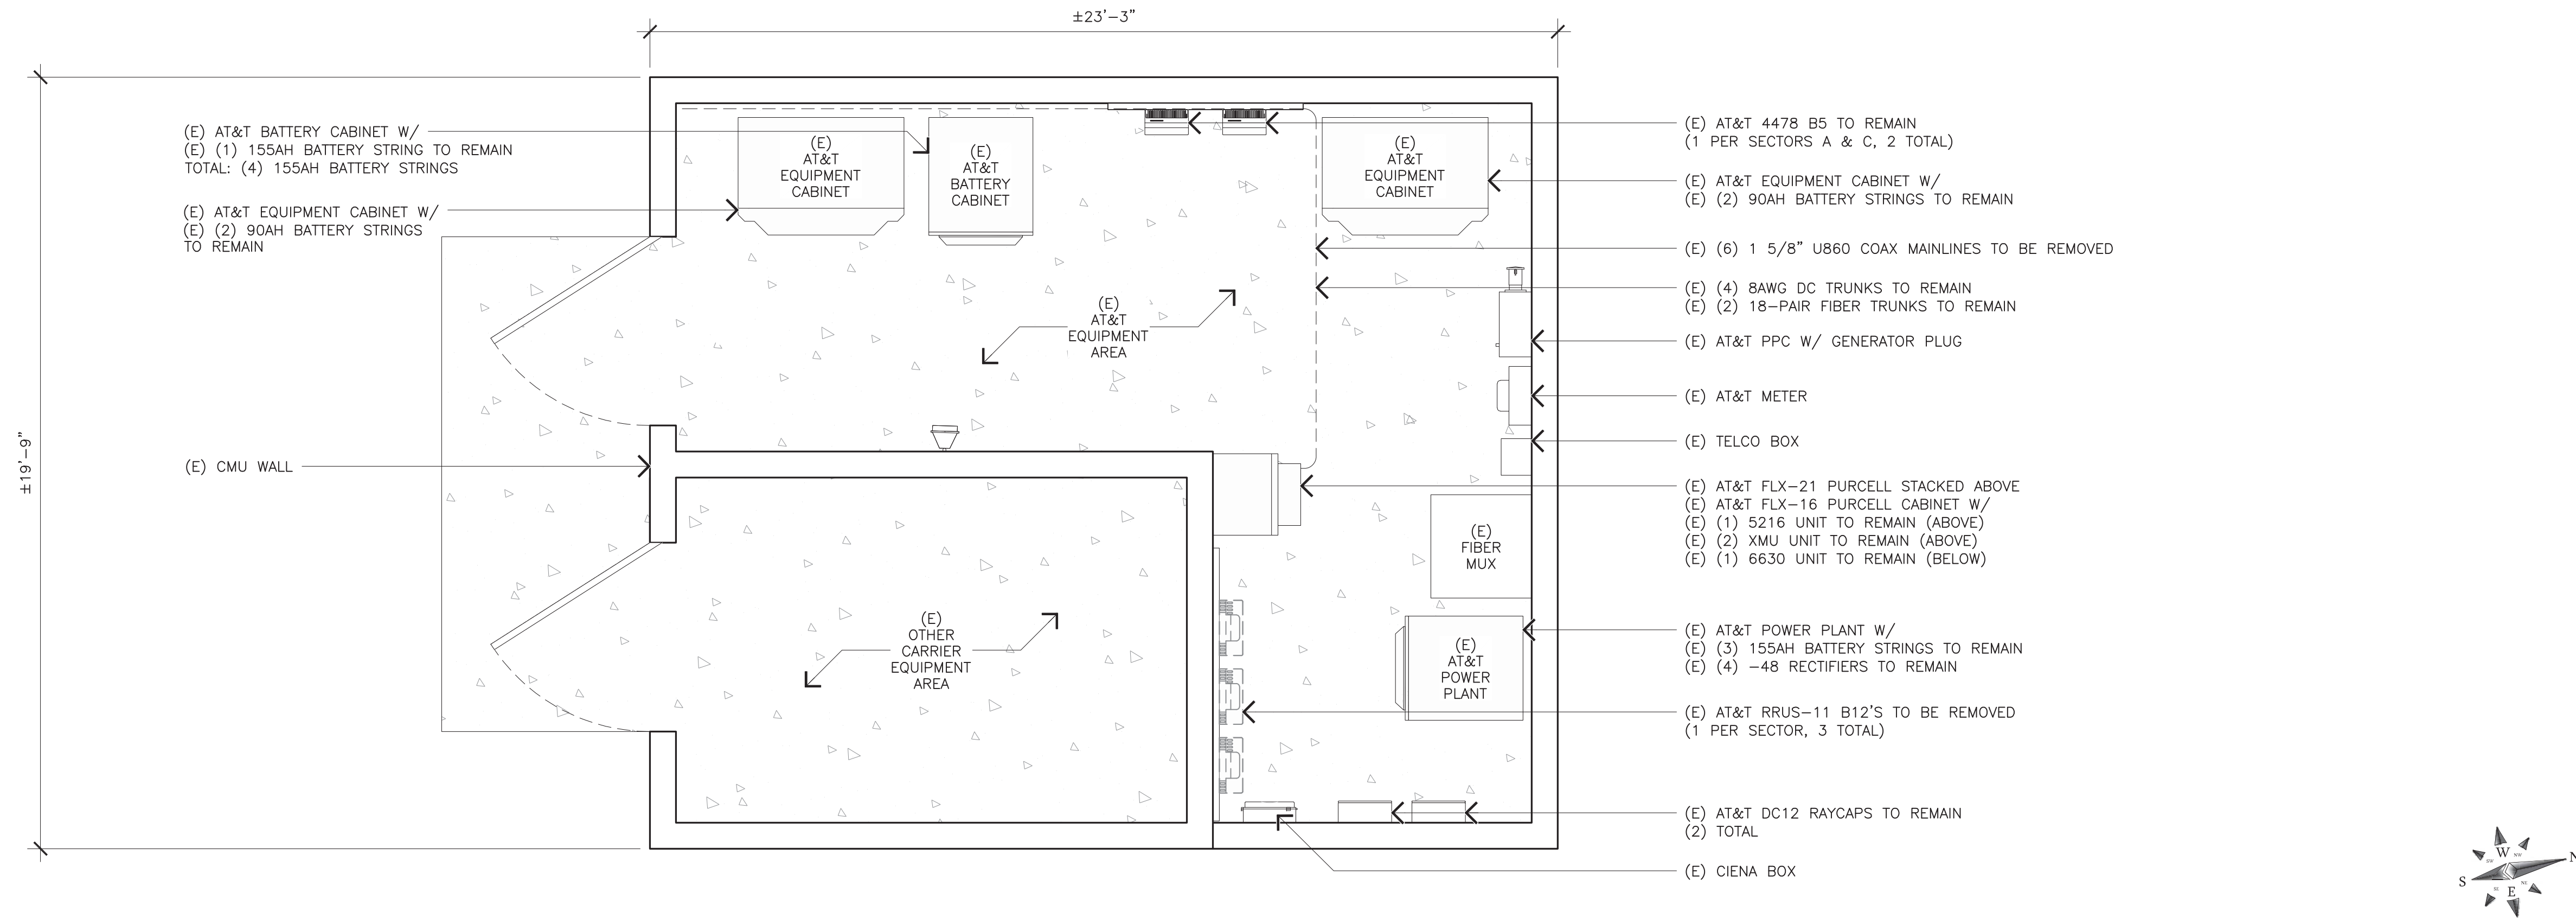 ±23'-3"
±19'-9"
(E) AT&T BATTERY CABINET W/
(E) (1) 155AH BATTERY STRING TO REMAIN
TOTAL: (4) 155AH BATTERY STRINGS
(E) AT&T EQUIPMENT CABINET W/
(E) (2) 90AH BATTERY STRINGS
TO REMAIN
(E) CMU WALL
(E)
AT&T
EQUIPMENT
CABINET
(E)
AT&T
BATTERY
CABINET
(E)
AT&T
EQUIPMENT
CABINET
(E)
AT&T
EQUIPMENT
AREA
(E)
OTHER
CARRIER
EQUIPMENT
AREA
(E)
FIBER
MUX
(E)
AT&T
POWER
PLANT
(E) AT&T 4478 B5 TO REMAIN
(1 PER SECTORS A & C, 2 TOTAL)
(E) AT&T EQUIPMENT CABINET W/
(E) (2) 90AH BATTERY STRINGS TO REMAIN
(E) (6) 1 5/8" U860 COAX MAINLINES TO BE REMOVED
(E) (4) 8AWG DC TRUNKS TO REMAIN
(E) (2) 18-PAIR FIBER TRUNKS TO REMAIN
(E) AT&T PPC W/ GENERATOR PLUG
(E) AT&T METER
(E) TELCO BOX
(E) AT&T FLX-21 PURCELL STACKED ABOVE
(E) AT&T FLX-16 PURCELL CABINET W/
(E) (1) 5216 UNIT TO REMAIN (ABOVE)
(E) (2) XMU UNIT TO REMAIN (ABOVE)
(E) (1) 6630 UNIT TO REMAIN (BELOW)
(E) AT&T POWER PLANT W/
(E) (3) 155AH BATTERY STRINGS TO REMAIN
(E) (4) -48 RECTIFIERS TO REMAIN
(E) AT&T RRUS-11 B12'S TO BE REMOVED
(1 PER SECTOR, 3 TOTAL)
(E) AT&T DC12 RAYCAPS TO REMAIN
(2) TOTAL
(E) CIENA BOX
W
NW
SW
N
S
SE
E
NE